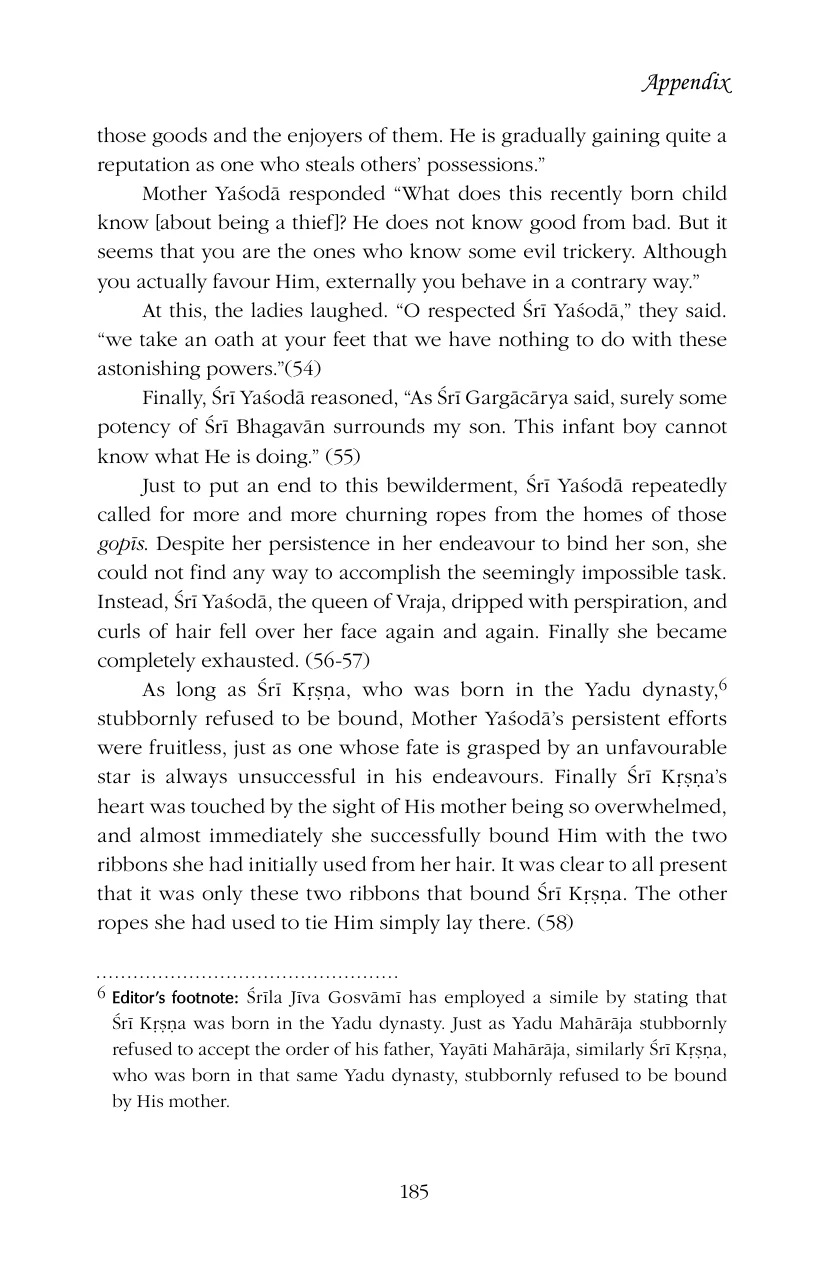 Appendix
those goods and the enjoyers of them. He is gradually gaining quite a
reputation as one who steals others’ possessions.”
Mother Yaśodā responded “What does this recently born child
know [about being a thief]? He does not know good from bad. But it
seems that you are the ones who know some evil trickery. Although
you actually favour Him, externally you behave in a contrary way.”
At this, the ladies laughed. “O respected Śrī Yaśodā,” they said.
“we take an oath at your feet that we have nothing to do with these
astonishing powers.”(54)
Finally, Śrī Yaśodā reasoned, “As Śrī Gargācārya said, surely some
potency of Śrī Bhagavān surrounds my son. This infant boy cannot
know what He is doing.” (55)
Just to put an end to this bewilderment, Śrī Yaśodā repeatedly
called for more and more churning ropes from the homes of those
gopīs. Despite her persistence in her endeavour to bind her son, she
could not find any way to accomplish the seemingly impossible task.
Instead, Śrī Yaśodā, the queen of Vraja, dripped with perspiration, and
curls of hair fell over her face again and again. Finally she became
completely exhausted. (56-57)
As long as Śrī Kṛṣṇa, who was born in the Yadu dynasty,6
stubbornly refused to be bound, Mother Yaśodā’s persistent efforts
were fruitless, just as one whose fate is grasped by an unfavourable
star is always unsuccessful in his endeavours. Finally Śrī Kṛṣṇa’s
heart was touched by the sight of His mother being so overwhelmed,
and almost immediately she successfully bound Him with the two
ribbons she had initially used from her hair. It was clear to all present
that it was only these two ribbons that bound Śrī Kṛṣṇa. The other
ropes she had used to tie Him simply lay there. (58)
6 Editor’s footnote: Śrīla Jīva Gosvāmī has employed a simile by stating that
Śrī Kṛṣṇa was born in the Yadu dynasty. Just as Yadu Mahārāja stubbornly
refused to accept the order of his father, Yayāti Mahārāja, similarly Śrī Kṛṣṇa,
who was born in that same Yadu dynasty, stubbornly refused to be bound
by His mother.
185